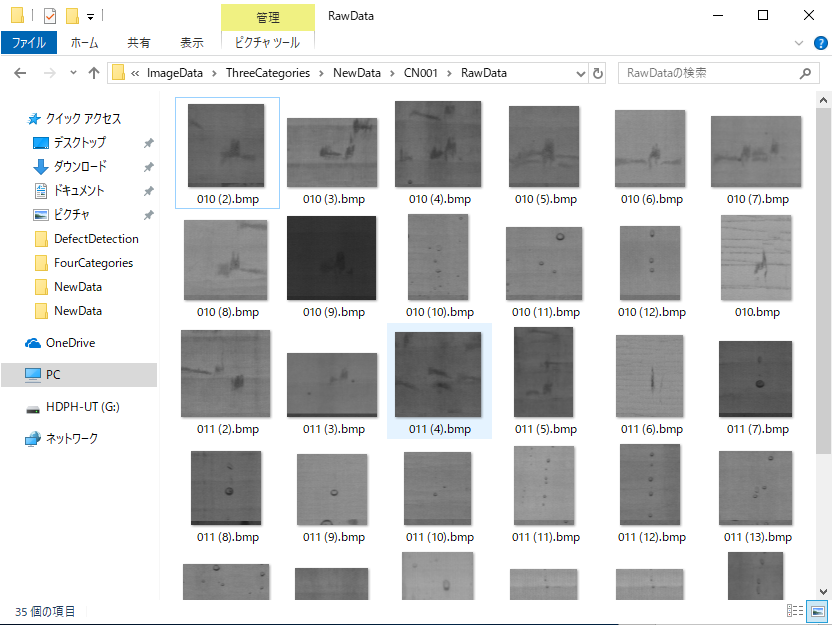 管理
RawData
ファイル
ホーム
共有
表示
ピクチャ ツール
« ImageData › ThreeCategories › NewData › CN001 › RawData
RawDataの検索
クイック アクセス
デスクトップ
ダウンロード
ドキュメント
ピクチャ
DefectDetection
FourCategories
NewData
NewData
OneDrive
PC
HDPH-UT (G:)
ネットワーク
010 (2).bmp
010 (3).bmp
010 (4).bmp
010 (5).bmp
010 (6).bmp
010 (7).bmp
010 (8).bmp
010 (9).bmp
010 (10).bmp
010 (11).bmp
010 (12).bmp
010.bmp
011 (2).bmp
011 (3).bmp
011 (4).bmp
011 (5).bmp
011 (6).bmp
011 (7).bmp
011 (8).bmp
011 (9).bmp
011 (10).bmp
011 (11).bmp
011 (12).bmp
011 (13).bmp
35 個の項目